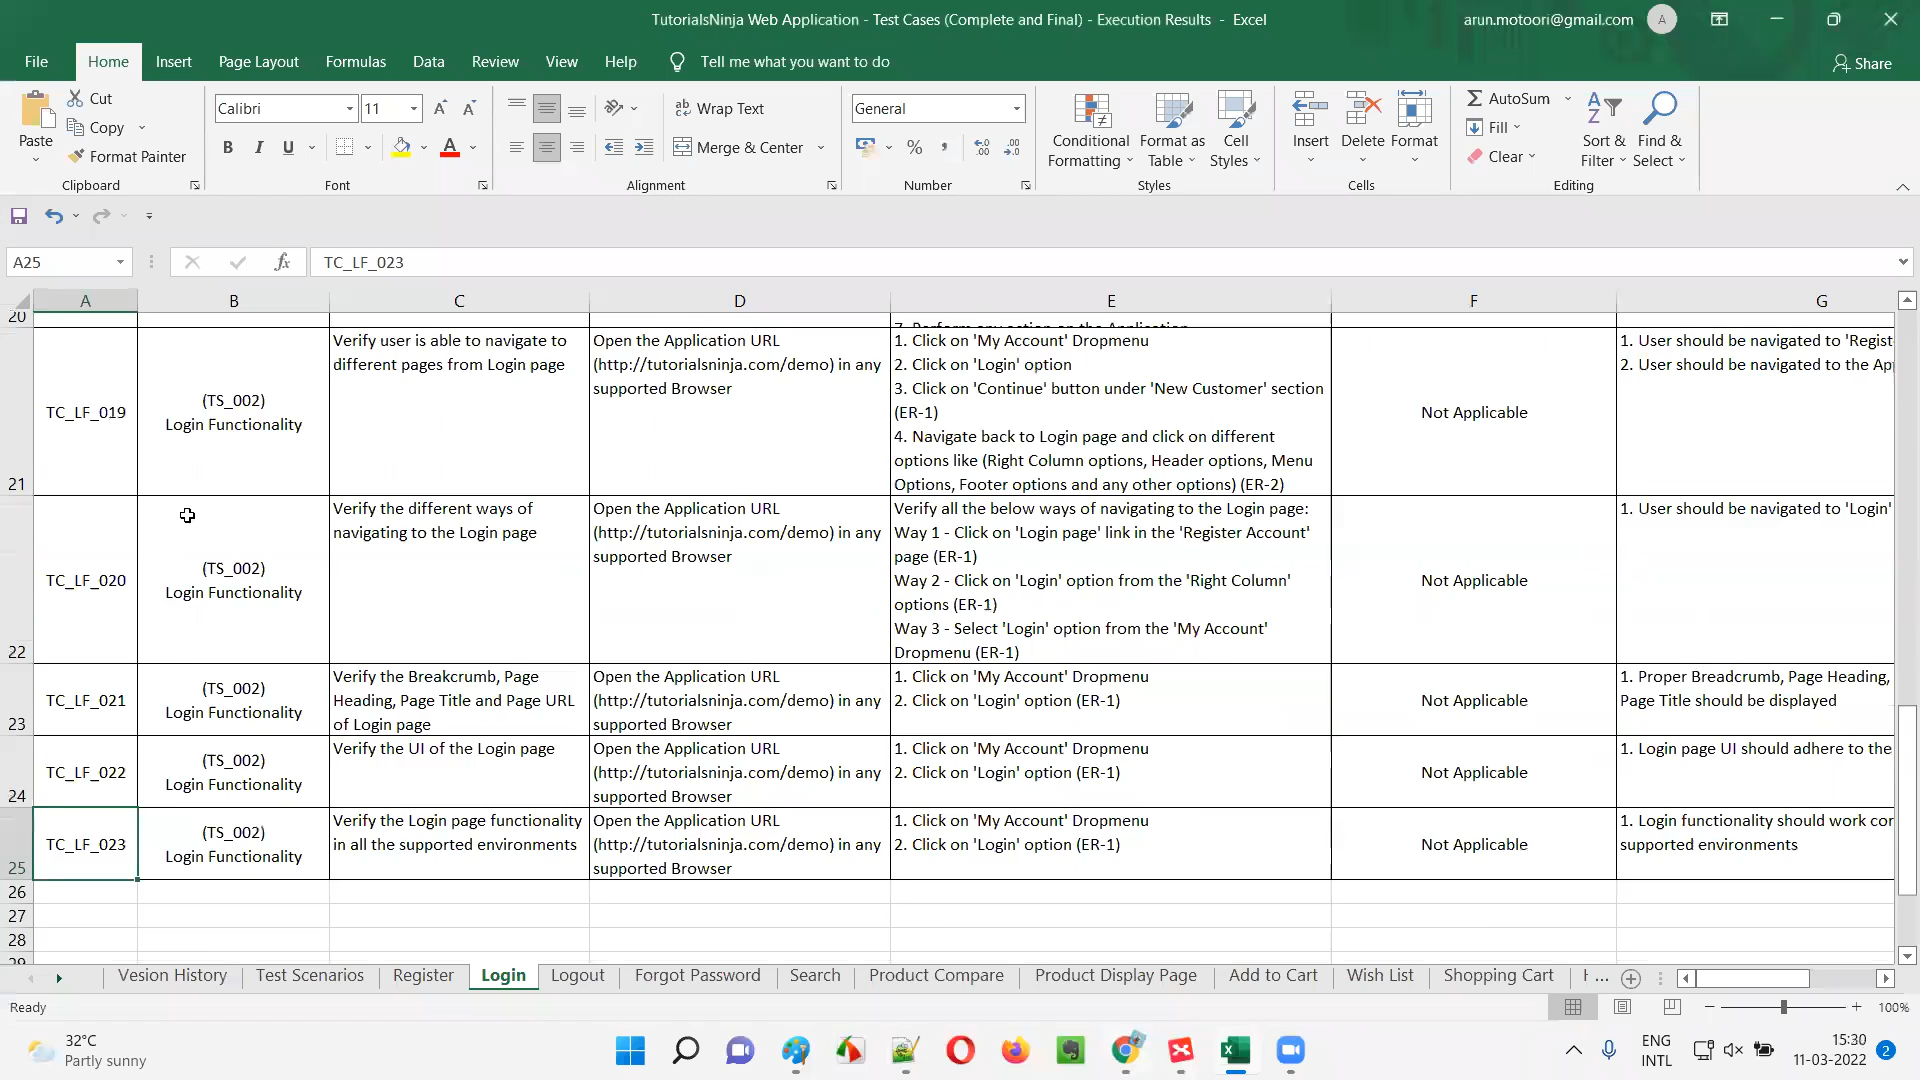 TutorialsNinja Web Application - Test Cases (Complete and Final) - Execution Results - Excel
arun.motoori@gmail.com
A
File
Home
Insert
Page Layout
Formulas
Data
Review
View
Help
Tell me what you want to do
Share
Paste
Cut
Copy
Format Painter
Clipboard
Calibri
11
A
A
B
I
U
A
Font
Wrap Text
Merge & Center
Alignment
General
%
Number
Conditional
Formatting
Format as
Table
Cell
Styles
Styles
Insert
Delete
Format
Cells
AutoSum
Fill
Clear
Sort &
Filter
Find &
Select
Editing
A25
fx
TC_LF_023
A
B
C
D
E
F
G
20
7. Perform any action on the Application
21
TC_LF_019
(TS_002)
Login Functionality
Verify user is able to navigate to
different pages from Login page
Open the Application URL
(http://tutorialsninja.com/demo) in any
supported Browser
1. Click on 'My Account' Dropmenu
2. Click on 'Login' option
3. Click on 'Continue' button under 'New Customer' section
(ER-1)
4. Navigate back to Login page and click on different
options like (Right Column options, Header options, Menu
Options, Footer options and any other options) (ER-2)
Not Applicable
1. User should be navigated to 'Regist
2. User should be navigated to the Ap
22
TC_LF_020
(TS_002)
Login Functionality
Verify the different ways of
navigating to the Login page
Open the Application URL
(http://tutorialsninja.com/demo) in any
supported Browser
Verify all the below ways of navigating to the Login page:
Way 1 - Click on 'Login page' link in the 'Register Account'
page (ER-1)
Way 2 - Click on 'Login' option from the 'Right Column'
options (ER-1)
Way 3 - Select 'Login' option from the 'My Account'
Dropmenu (ER-1)
Not Applicable
1. User should be navigated to 'Login'
23
TC_LF_021
(TS_002)
Login Functionality
Verify the Breakcrumb, Page
Heading, Page Title and Page URL
of Login page
Open the Application URL
(http://tutorialsninja.com/demo) in any
supported Browser
1. Click on 'My Account' Dropmenu
2. Click on 'Login' option (ER-1)
Not Applicable
1. Proper Breadcrumb, Page Heading,
Page Title should be displayed
24
TC_LF_022
(TS_002)
Login Functionality
Verify the UI of the Login page
Open the Application URL
(http://tutorialsninja.com/demo) in any
supported Browser
1. Click on 'My Account' Dropmenu
2. Click on 'Login' option (ER-1)
Not Applicable
1. Login page UI should adhere to the
25
TC_LF_023
(TS_002)
Login Functionality
Verify the Login page functionality
in all the supported environments
Open the Application URL
(http://tutorialsninja.com/demo) in any
supported Browser
1. Click on 'My Account' Dropmenu
2. Click on 'Login' option (ER-1)
Not Applicable
1. Login functionality should work cor
supported environments
26
27
28
29
Vesion History
Test Scenarios
Register
Login
Logout
Forgot Password
Search
Product Compare
Product Display Page
Add to Cart
Wish List
Shopping Cart
...
Ready
100%
32°C
Partly sunny
ENG
INTL
15:30
11-03-2022
2